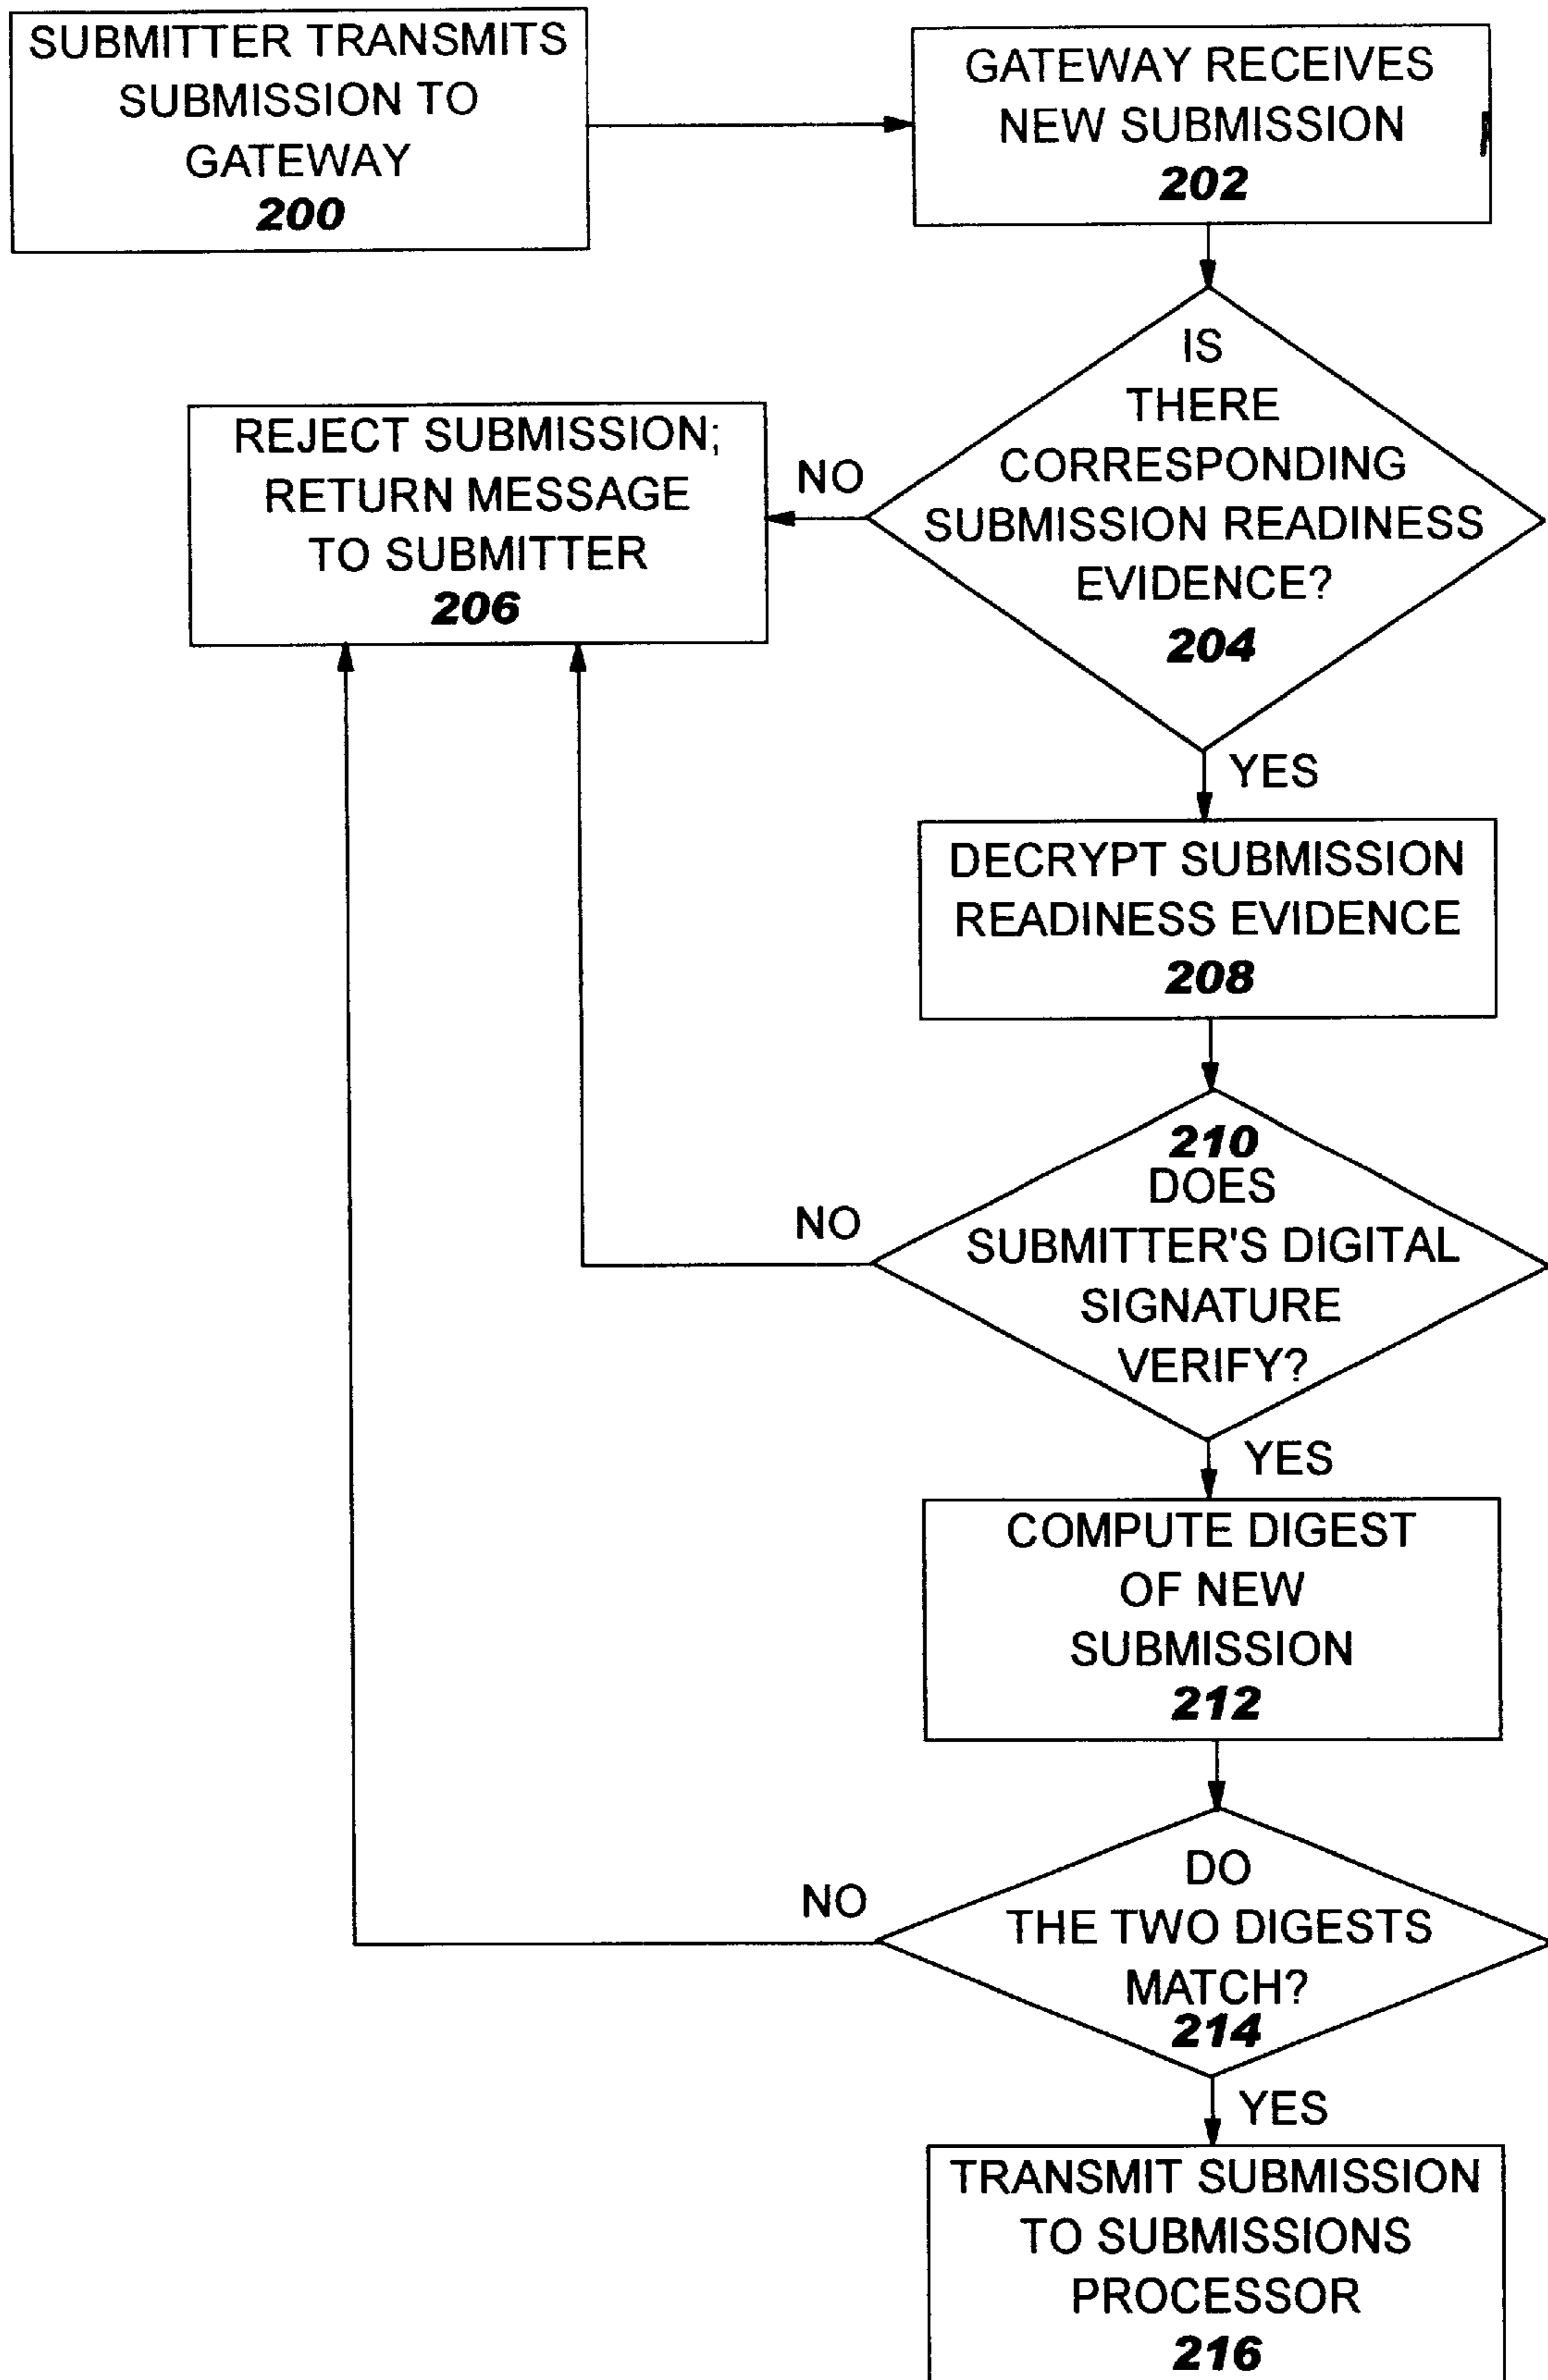 SUBMITTER TRANSMITS
SUBMISSION TO
GATEWAY
200
GATEWAY RECEIVES
NEW SUBMISSION
202
IS
THERE
CORRESPONDING
SUBMISSION READINESS
EVIDENCE?
204
NO
REJECT SUBMISSION;
RETURN MESSAGE
TO SUBMITTER
206
YES
DECRYPT SUBMISSION
READINESS EVIDENCE
208
210
DOES
SUBMITTER'S DIGITAL
SIGNATURE
VERIFY?
NO
YES
COMPUTE DIGEST
OF NEW
SUBMISSION
212
DO
THE TWO DIGESTS
MATCH?
214
NO
YES
TRANSMIT SUBMISSION
TO SUBMISSIONS
PROCESSOR
216